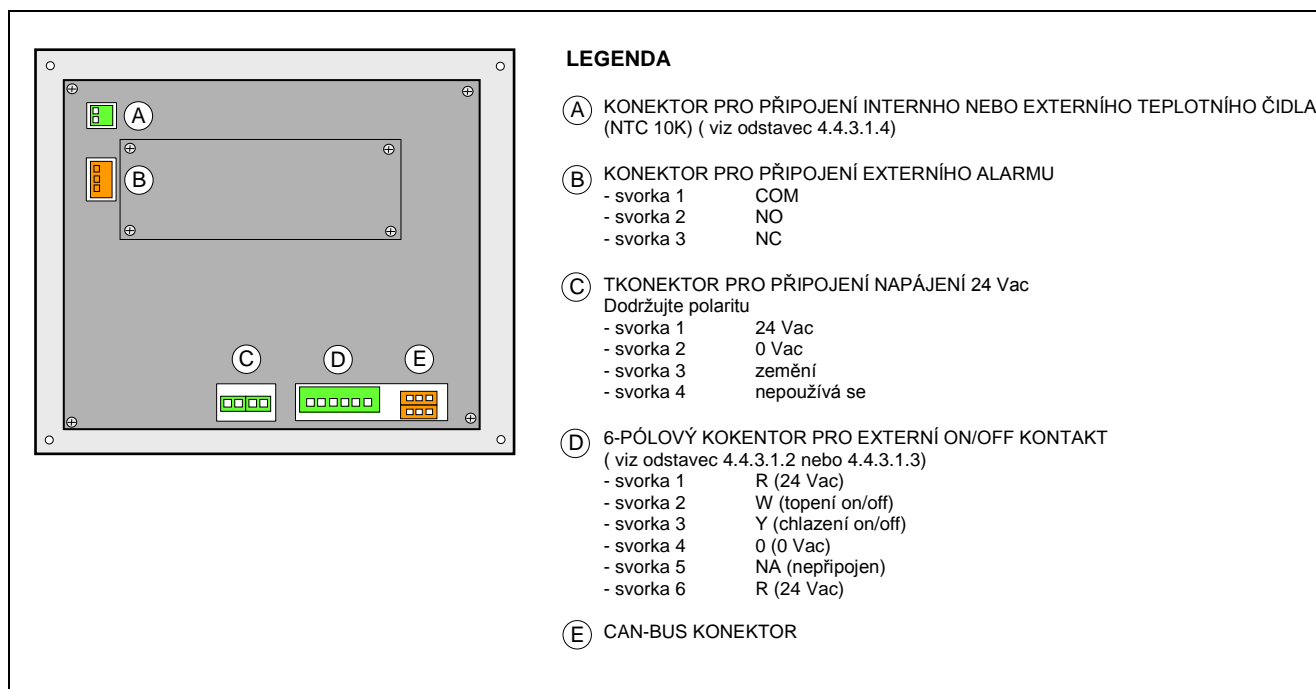 LEGENDA
A KONEKTOR PRO PŘIPOJENÍ INTERNHO NEBO EXTERNÍHO TEPLOTNÍHO ČIDLA
(NTC 10K) ( viz odstavec 4.4.3.1.4)
B KONEKTOR PRO PŘIPOJENÍ EXTERNÍHO ALARMU
- svorka 1 COM
- svorka 2 NO
- svorka 3 NC
C TKONEKTOR PRO PŘIPOJENÍ NAPÁJENÍ 24 Vac
Dodržujte polaritu
- svorka 1 24 Vac
- svorka 2 0 Vac
- svorka 3 zemění
- svorka 4 nepoužívá se
D 6-PÓLOVÝ KOKENTOR PRO EXTERNÍ ON/OFF KONTAKT
( viz odstavec 4.4.3.1.2 nebo 4.4.3.1.3)
- svorka 1 R (24 Vac)
- svorka 2 W (topení on/off)
- svorka 3 Y (chlazení on/off)
- svorka 4 0 (0 Vac)
- svorka 5 NA (nepřipojen)
- svorka 6 R (24 Vac)
E CAN-BUS KONEKTOR
A
B
C D E